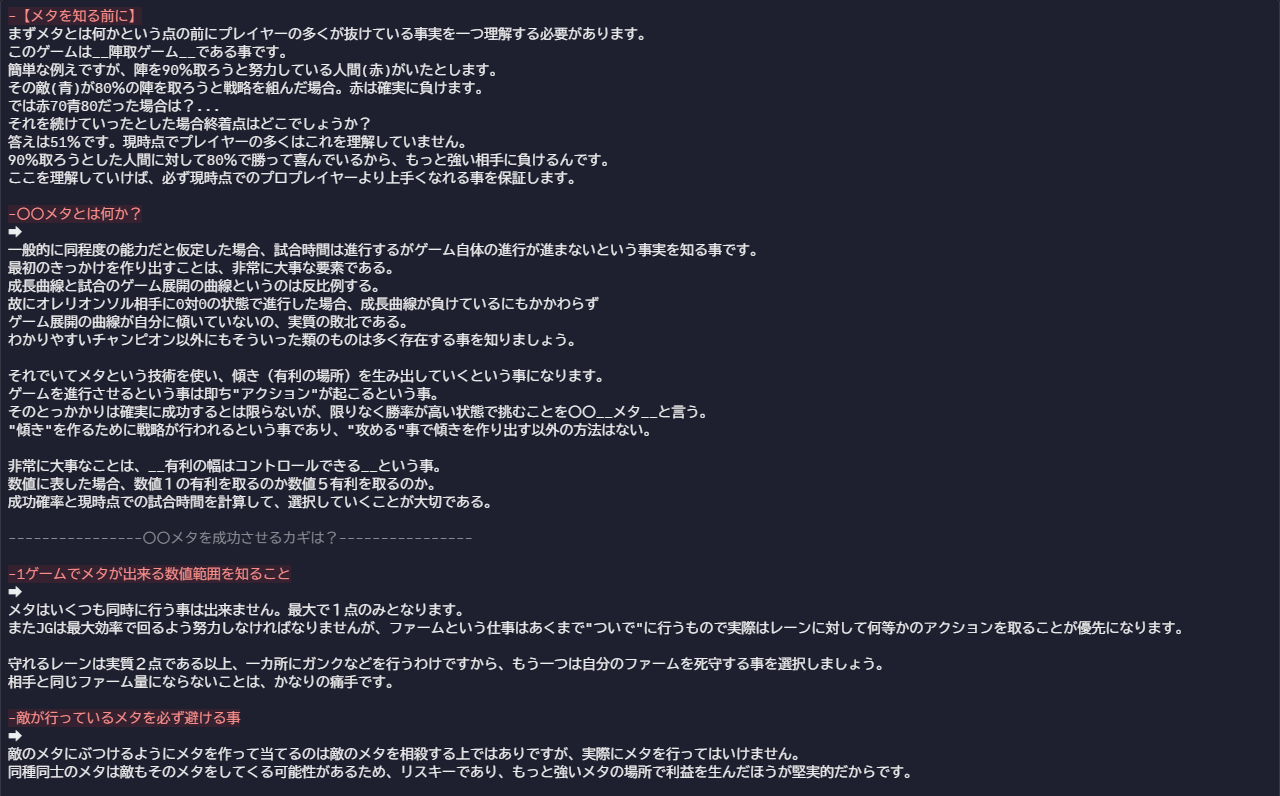 -【メタを知る前に】
まずメタとは何かという点の前にプレイヤーの多くが抜けている事実を一つ理解する必要があります。
このゲームは__陣取ゲーム__である事です。
簡単な例えですが、陣を90%取ろうと努力している人間(赤)がいたとします。
その敵(青)が80%の陣を取ろうと戦略を組んだ場合。赤は確実に負けます。
では赤70青80だった場合は？...
それを続けていったとした場合終着点はどこでしょうか？
答えは51%です。現時点でプレイヤーの多くはこれを理解していません。
90%取ろうとした人間に対して80%で勝って喜んでいるから、もっと強い相手に負けるんです。
ここを理解していけば、必ず現時点でのプロプレイヤーより上手くなれる事を保証します。
-〇〇メタとは何か？
➡
一般的に同程度の能力だと仮定した場合、試合時間は進行するがゲーム自体の進行が進まないという事実を知る事です。
最初のきっかけを作り出すことは、非常に大事な要素である。
成長曲線と試合のゲーム展開の曲線というのは反比例する。
故にオレリオンソル相手に0対0の状態で進行した場合、成長曲線が負けているにもかかわらず
ゲーム展開の曲線が自分に傾いていないの、実質の敗北である。
わかりやすいチャンピオン以外にもそういった類のものは多く存在する事を知りましょう。
それでいてメタという技術を使い、傾き（有利の場所）を生み出していくという事になります。
ゲームを進行させるという事は即ち"アクション"が起こるという事。
そのとっかかりは確実に成功するとは限らないが、限りなく勝率が高い状態で挑むことを〇〇__メタ__と言う。
"傾き"を作るために戦略が行われるという事であり、"攻める"事で傾きを作り出す以外の方法はない。
非常に大事なことは、__有利の幅はコントロールできる__という事。
数値に表した場合、数値１の有利を取るのか数値５有利を取るのか。
成功確率と現時点での試合時間を計算して、選択していくことが大切である。
----------------〇〇メタを成功させるカギは？----------------
-1ゲームでメタが出来る数値範囲を知ること
➡
メタはいくつも同時に行う事は出来ません。最大で１点のみとなります。
またJGは最大効率で回るよう努力しなければなりませんが、ファームという仕事はあくまで"ついで"に行うもので実際はレーンに対して何等かのアクションを取ることが優先になります。
守れるレーンは実質２点である以上、一カ所にガンクなどを行うわけですから、もう一つは自分のファームを死守する事を選択しましょう。
相手と同じファーム量にならないことは、かなりの痛手です。
-敵が行っているメタを必ず避ける事
➡
敵のメタにぶつけるようにメタを作って当てるのは敵のメタを相殺する上ではありですが、実際にメタを行ってはいけません。
同種同士のメタは敵もそのメタをしてくる可能性があるため、リスキーであり、もっと強いメタの場所で利益を生んだほうが堅実的だからです。